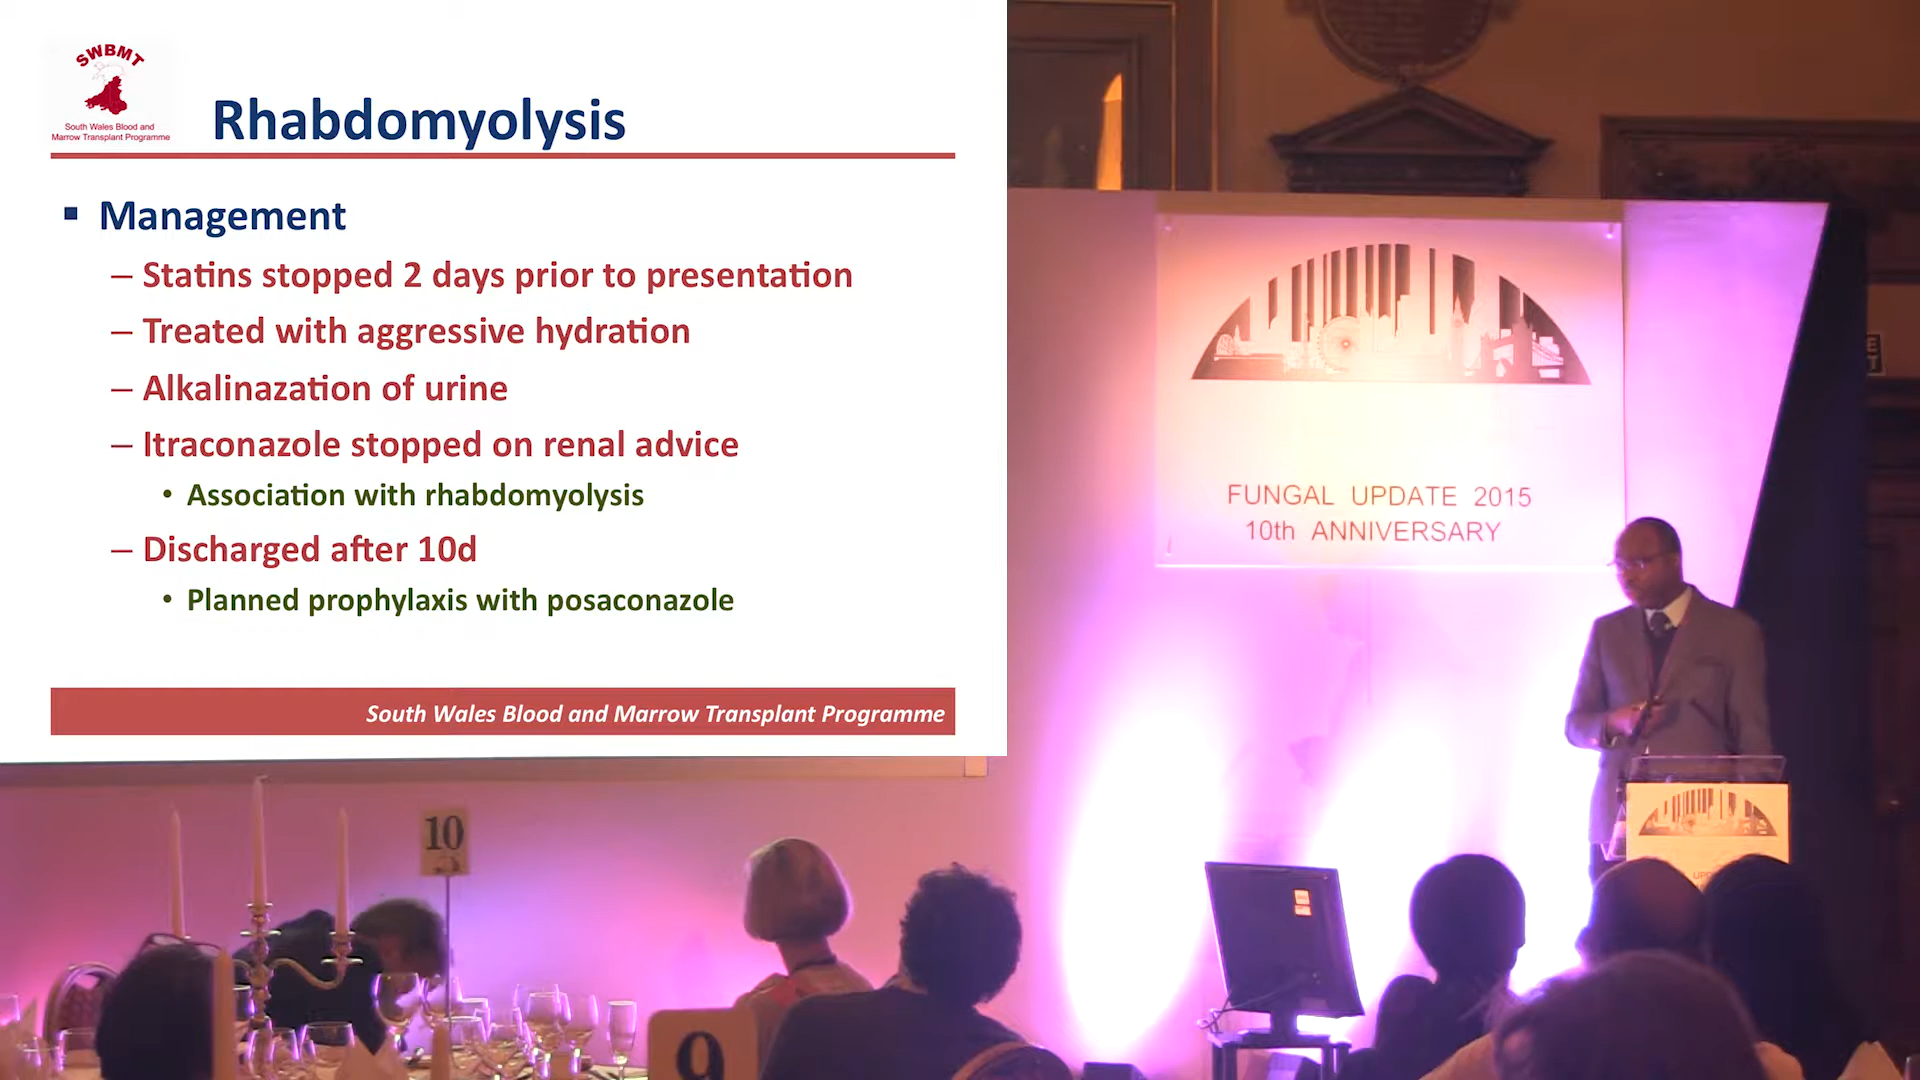 SWBMT
South Wales Blood and
Marrow Transplant Programme
Rhabdomyolysis
▪ Management
– Statins stopped 2 days prior to presentation
– Treated with aggressive hydration
– Alkalinazation of urine
– Itraconazole stopped on renal advice
• Association with rhabdomyolysis
– Discharged after 10d
• Planned prophylaxis with posaconazole
South Wales Blood and Marrow Transplant Programme
FUNGAL UPDATE 2015
10th ANNIVERSARY
10
9